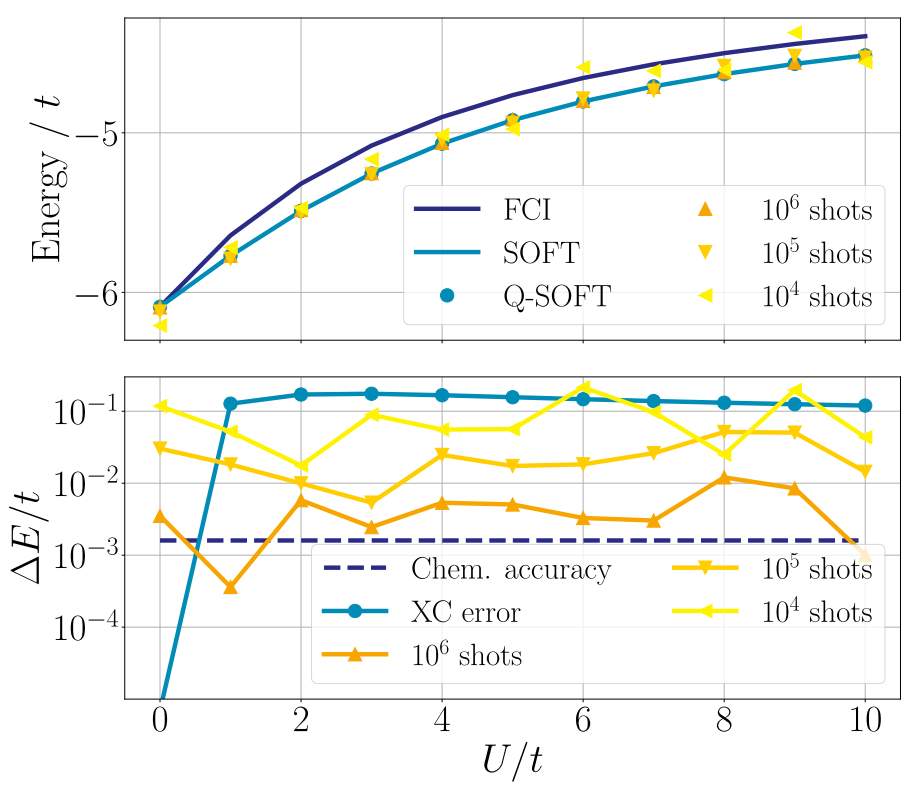 Energy / t
−5
−6
FCI
SOFT
Q-SOFT
10⁶ shots
10⁵ shots
10⁴ shots
ΔE/t
10⁻¹
10⁻²
10⁻³
10⁻⁴
Chem. accuracy
XC error
10⁶ shots
10⁵ shots
10⁴ shots
0 2 4 6 8 10
U/t